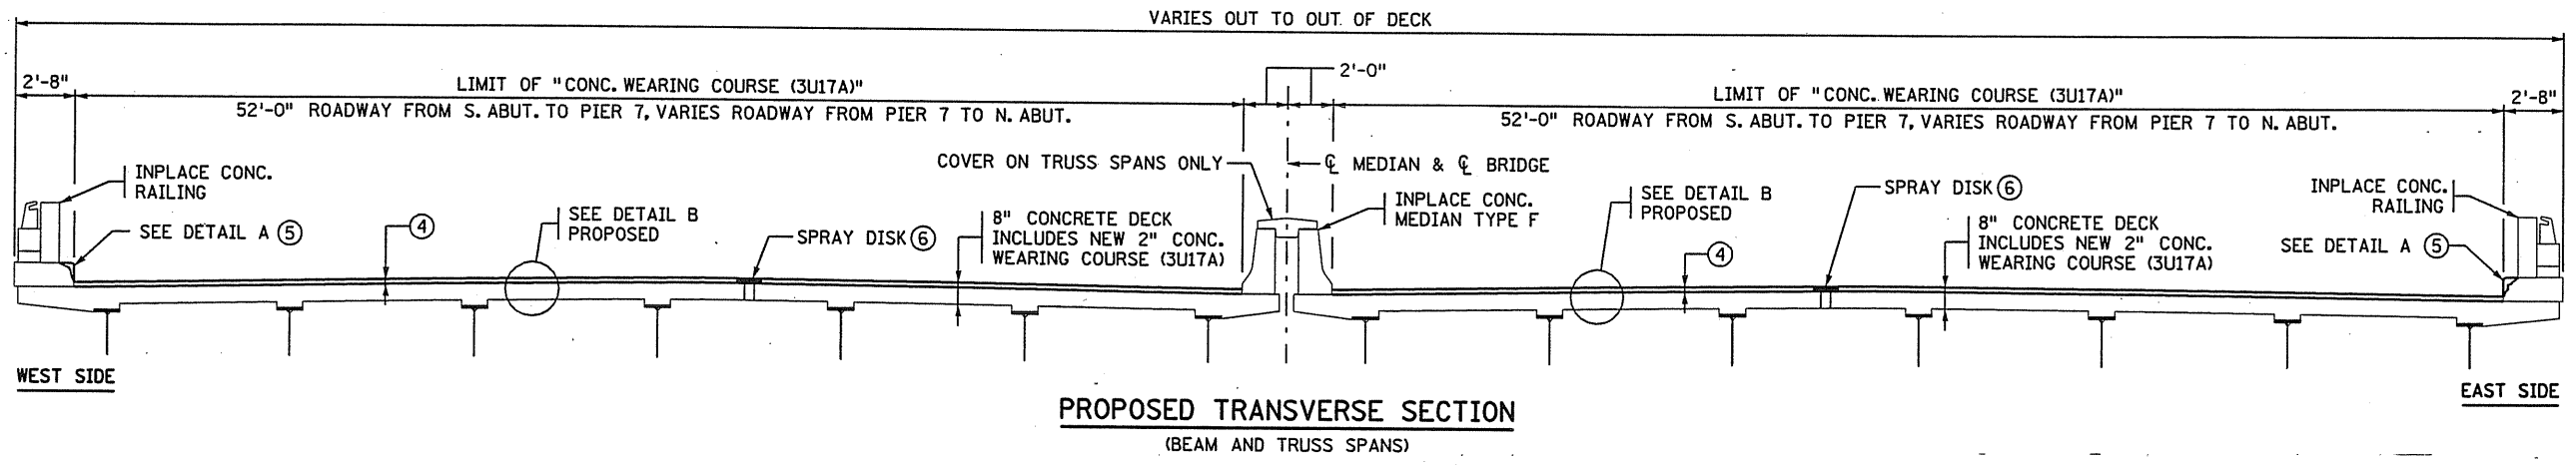 VARIES OUT TO OUT OF DECK
2'-8"
LIMIT OF "CONC. WEARING COURSE (3U17A)"
2'-0"
LIMIT OF "CONC. WEARING COURSE (3U17A)"
2'-8"
52'-0" ROADWAY FROM S. ABUT. TO PIER 7, VARIES ROADWAY FROM PIER 7 TO N. ABUT.
52'-0" ROADWAY FROM S. ABUT. TO PIER 7, VARIES ROADWAY FROM PIER 7 TO N. ABUT.
INPLACE CONC.
RAILING
SEE DETAIL A 5
4
SEE DETAIL B
PROPOSED
SPRAY DISK 6
8" CONCRETE DECK
INCLUDES NEW 2" CONC.
WEARING COURSE (3U17A)
COVER ON TRUSS SPANS ONLY
℄ MEDIAN & ℄ BRIDGE
INPLACE CONC.
MEDIAN TYPE F
SEE DETAIL B
PROPOSED
4
SPRAY DISK 6
8" CONCRETE DECK
INCLUDES NEW 2" CONC.
WEARING COURSE (3U17A)
INPLACE CONC.
RAILING
SEE DETAIL A 5
WEST SIDE
EAST SIDE
PROPOSED TRANSVERSE SECTION
(BEAM AND TRUSS SPANS)